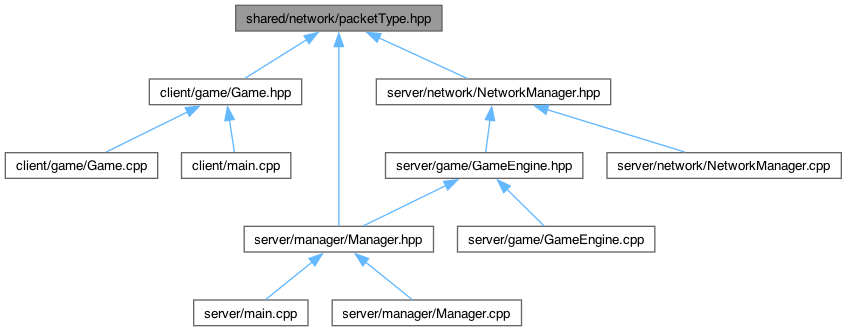 shared/network/packetType.hpp
client/game/Game.hpp
server/network/NetworkManager.hpp
client/game/Game.cpp
client/main.cpp
server/game/GameEngine.hpp
server/network/NetworkManager.cpp
server/manager/Manager.hpp
server/game/GameEngine.cpp
server/main.cpp
server/manager/Manager.cpp